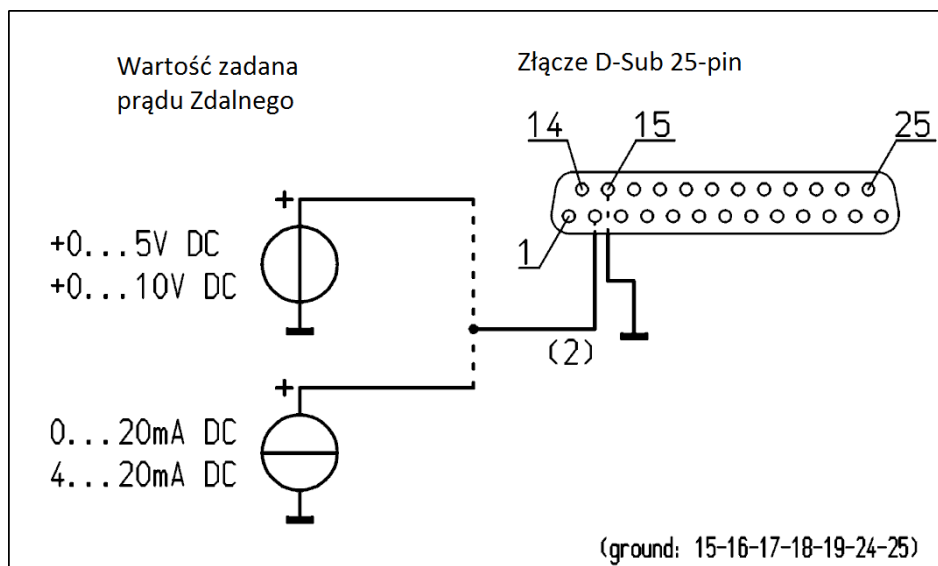 Wartość zadana
prądu Zdalnego
Złącze D-Sub 25-pin
14
15
25
+
+0...5V DC
+0...10V DC
1
(2)
+
0...20mA DC
4...20mA DC
(ground: 15-16-17-18-19-24-25)